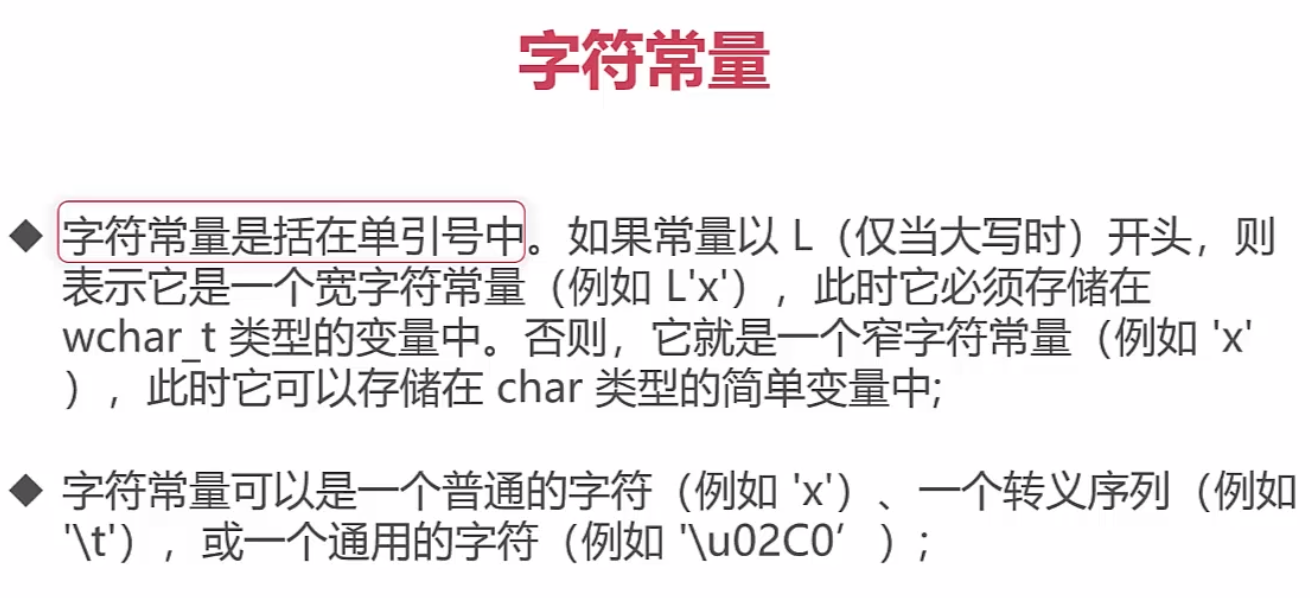 字符常量
◆ 字符常量是括在单引号中。如果常量以 L（仅当大写时）开头，则
表示它是一个宽字符常量（例如 L'x'），此时它必须存储在
wchar_t 类型的变量中。否则，它就是一个窄字符常量（例如 'x'
），此时它可以存储在 char 类型的简单变量中;
◆ 字符常量可以是一个普通的字符（例如 'x'）、一个转义序列（例如
'\t'），或一个通用的字符（例如 '\u02C0’ ）;